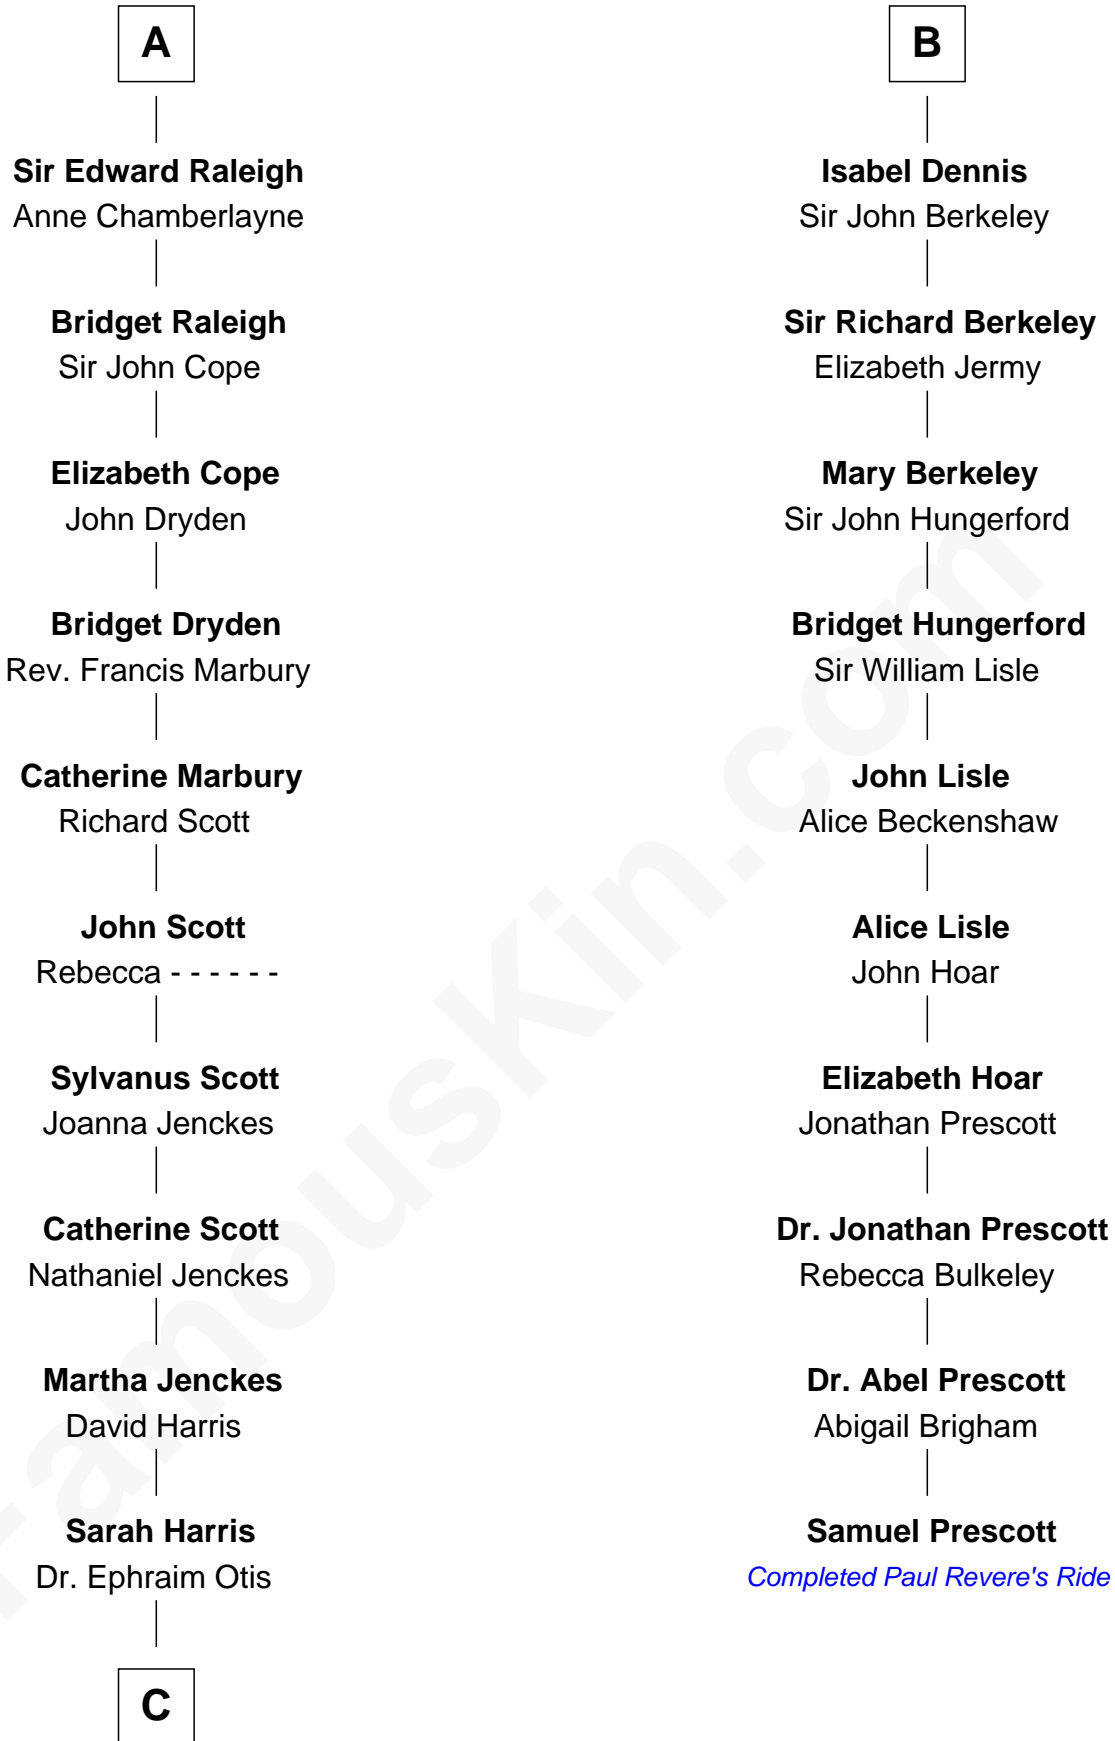 A
Sir Edward Raleigh
Anne Chamberlayne
Bridget Raleigh
Sir John Cope
Elizabeth Cope
John Dryden
Bridget Dryden
Rev. Francis Marbury
Catherine Marbury
Richard Scott
John Scott
Rebecca - - - - - -
Sylvanus Scott
Joanna Jenckes
Catherine Scott
Nathaniel Jenckes
Martha Jenckes
David Harris
Sarah Harris
Dr. Ephraim Otis
C
B
Isabel Dennis
Sir John Berkeley
Sir Richard Berkeley
Elizabeth Jermy
Mary Berkeley
Sir John Hungerford
Bridget Hungerford
Sir William Lisle
John Lisle
Alice Beckenshaw
Alice Lisle
John Hoar
Elizabeth Hoar
Jonathan Prescott
Dr. Jonathan Prescott
Rebecca Bulkeley
Dr. Abel Prescott
Abigail Brigham
Samuel Prescott
Completed Paul Revere's Ride
FamousKin.com